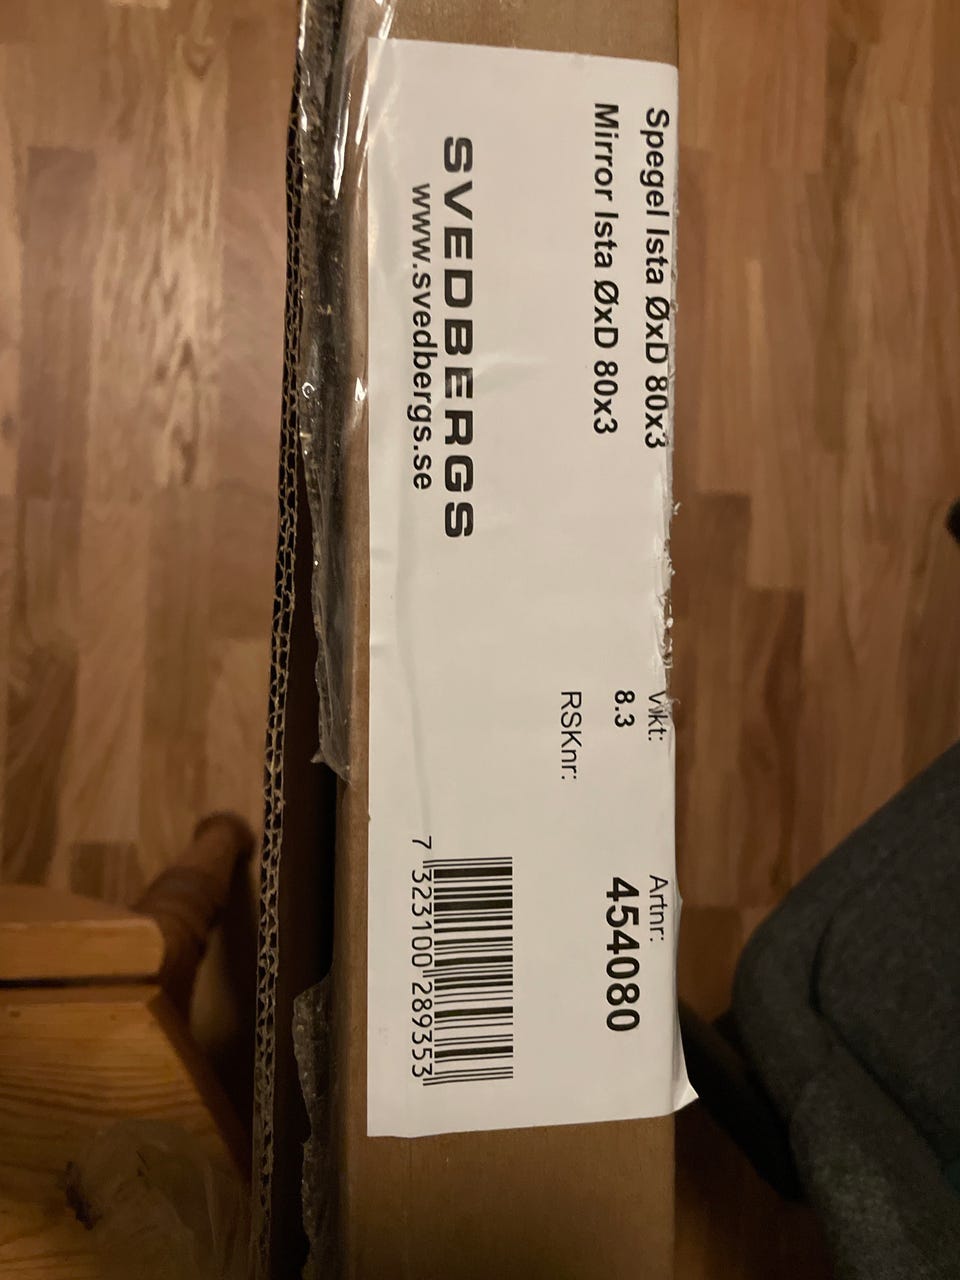 Spegel Ista ØxD 80x3
Mirror Ista ØxD 80x3
Vikt:
8.3
RSKnr:
Artnr:
454080
SVEDBERGS
www.svedbergs.se
7 323100 289353